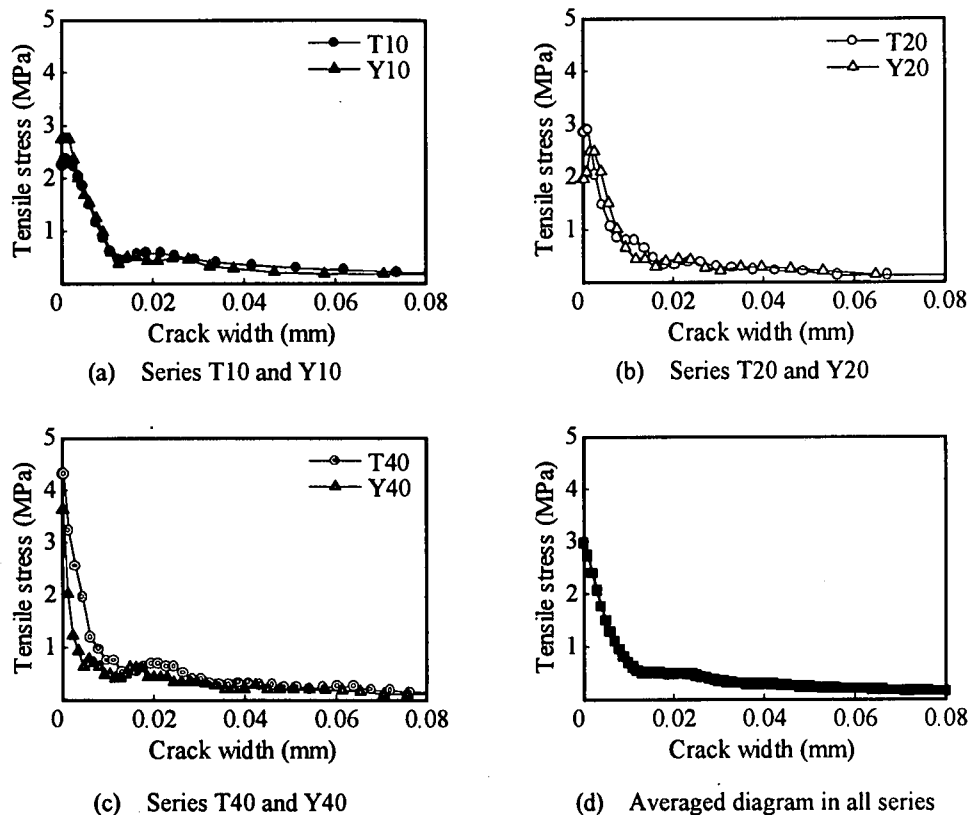 5
4
3
2
1
Tensile stress (MPa)
T10
Y10
0 0.02 0.04 0.06 0.08
Crack width (mm)
(a) Series T10 and Y10
5
4
3
2
1
Tensile stress (MPa)
T20
Y20
0 0.02 0.04 0.06 0.08
Crack width (mm)
(b) Series T20 and Y20
5
4
3
2
1
Tensile stress (MPa)
T40
Y40
0 0.02 0.04 0.06 0.08
Crack width (mm)
(c) Series T40 and Y40
5
4
3
2
1
Tensile stress (MPa)
0 0.02 0.04 0.06 0.08
Crack width (mm)
(d) Averaged diagram in all series